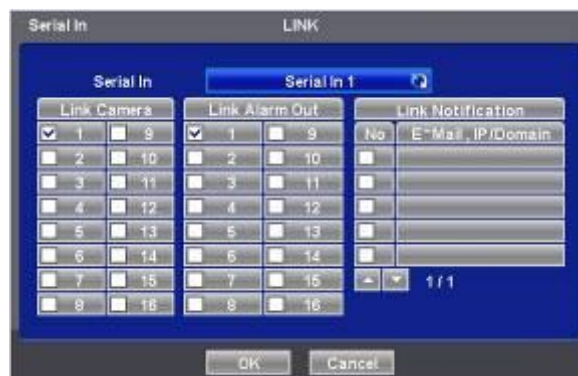 Serial In LINK
Serial In Serial In 1
Link Camera Link Alarm Out Link Notification
1 9 1 9 No E-Mail, IP/Domain
2 10 2 10
3 11 3 11
4 12 4 12
5 13 5 13
6 14 6 14
7 15 7 15 1/1
8 16 8 16
OK Cancel